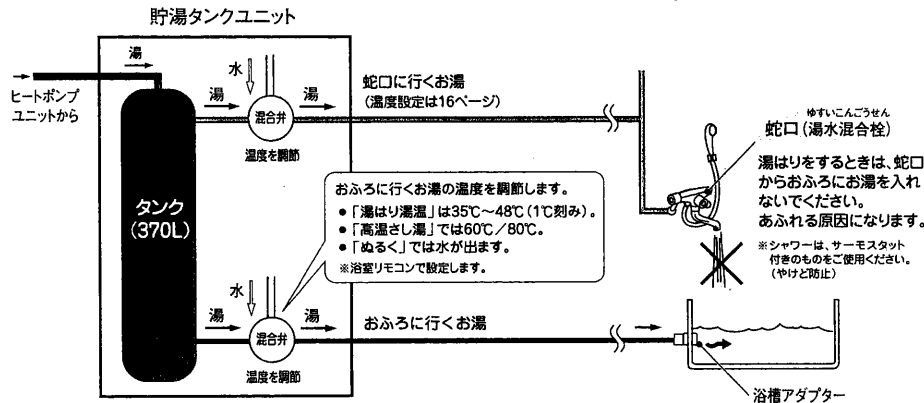 貯湯タンクユニット
湯
水
ヒートポンプ
ユニットから
湯
湯
混合弁
温度を調節
蛇口に行くお湯
(温度設定は16ページ)
ゆすいこんごうせん
蛇口(湯水混合栓)
湯はりをするときは、蛇口
からおふろにお湯を入れ
ないでください。
あふれる原因になります。
※シャワーは、サーモスタット
付きのものをご使用ください。
(やけど防止)
タンク
(370L)
おふろに行くお湯の温度を調節します。
●「湯はり湯温」は35℃~48℃(1℃刻み)。
●「高温さし湯」では60℃/80℃。
●「ぬるく」では水が出ます。
※浴室リモコンで設定します。
水
湯
湯
混合弁
温度を調節
おふろに行くお湯
浴槽アダプター